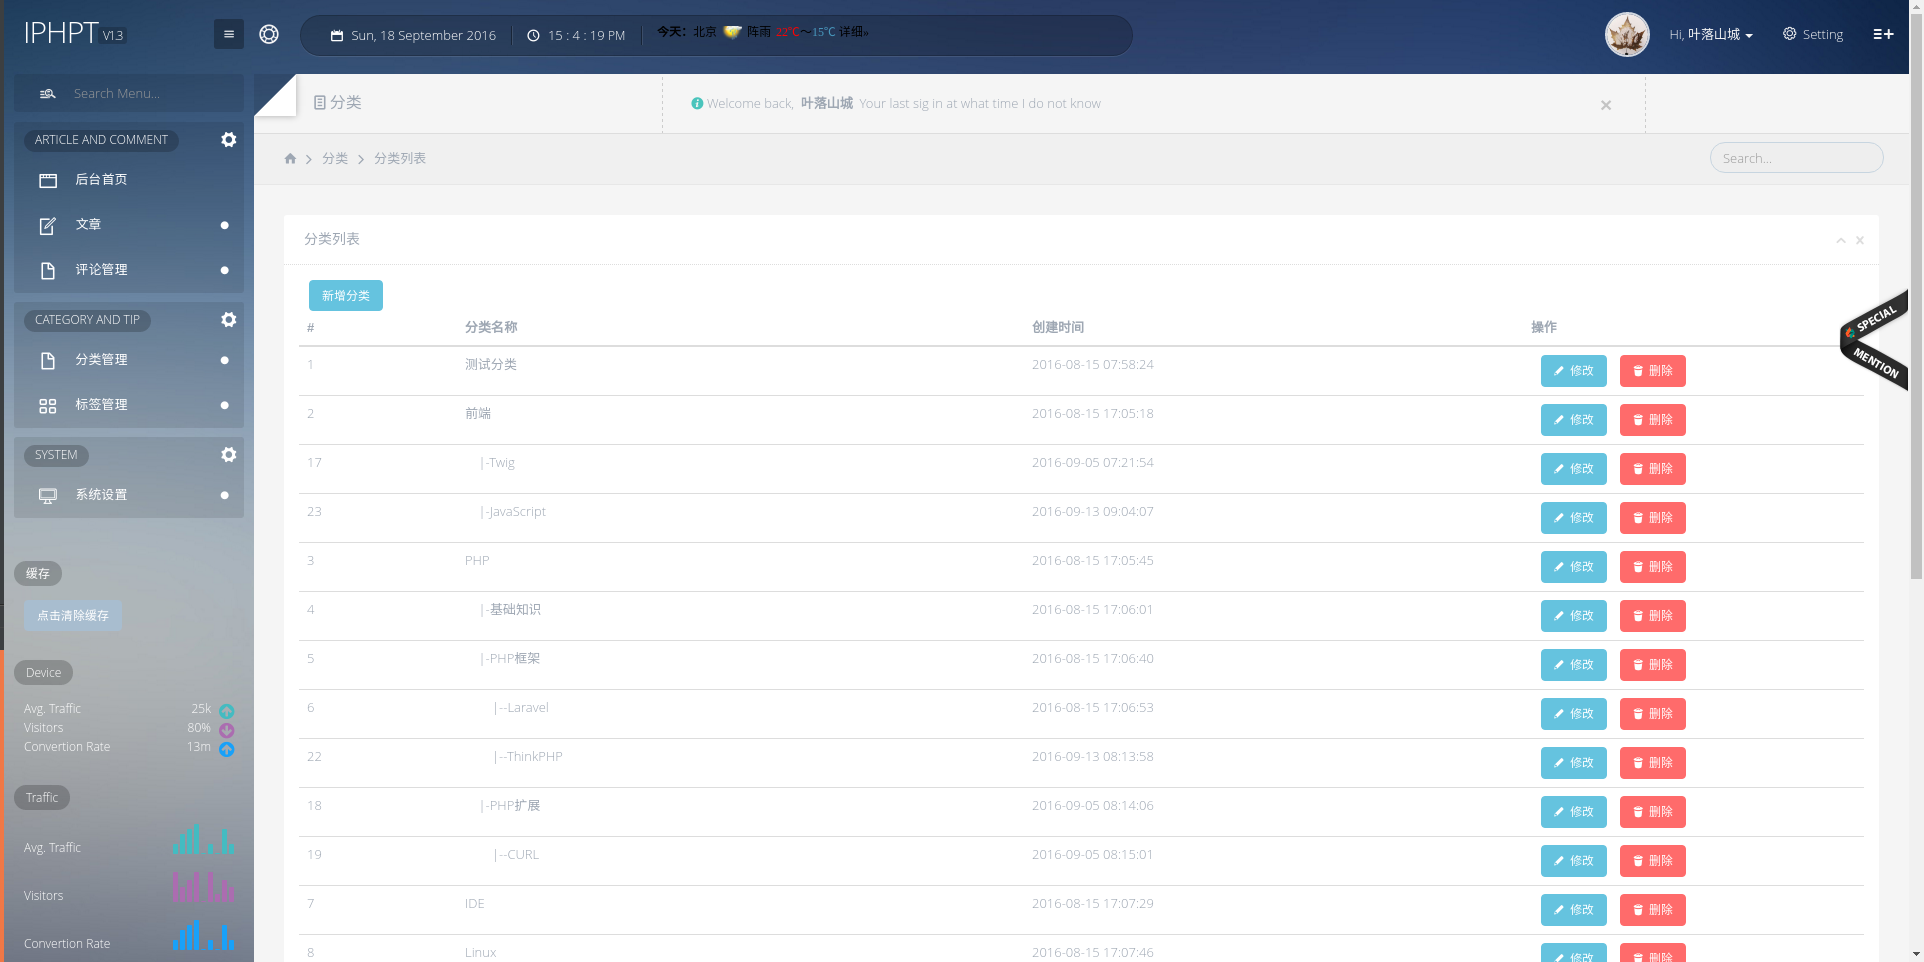 IPHPT V1.3
Sun, 18 September 2016
15 : 4 : 19 PM
今天：北京 阵雨 22℃～15℃ 详细»
Hi, 叶落山城
Setting
Search Menu...
ARTICLE AND COMMENT
后台首页
文章
评论管理
CATEGORY AND TIP
分类管理
标签管理
SYSTEM
系统设置
缓存
点击清除缓存
Device
Avg. Traffic 25k
Visitors 80%
Convertion Rate 13m
Traffic
Avg. Traffic
Visitors
Convertion Rate
分类
Welcome back, 叶落山城 Your last sig in at what time I do not know
分类 分类列表
Search...
分类列表
新增分类
# 分类名称 创建时间 操作
1 测试分类 2016-08-15 07:58:24 修改 删除
2 前端 2016-08-15 17:05:18 修改 删除
17 |-Twig 2016-09-05 07:21:54 修改 删除
23 |-JavaScript 2016-09-13 09:04:07 修改 删除
3 PHP 2016-08-15 17:05:45 修改 删除
4 |-基础知识 2016-08-15 17:06:01 修改 删除
5 |-PHP框架 2016-08-15 17:06:40 修改 删除
6 |--Laravel 2016-08-15 17:06:53 修改 删除
22 |--ThinkPHP 2016-09-13 08:13:58 修改 删除
18 |-PHP扩展 2016-09-05 08:14:06 修改 删除
19 |--CURL 2016-09-05 08:15:01 修改 删除
7 IDE 2016-08-15 17:07:29 修改 删除
8 Linux 2016-08-15 17:07:46 修改 删除
SPECIAL
MENTION